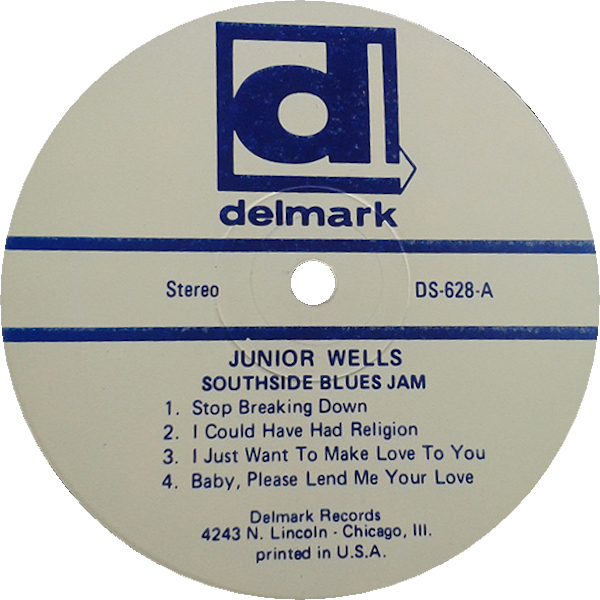 d
delmark
Stereo DS-628-A
JUNIOR WELLS
SOUTHSIDE BLUES JAM
1. Stop Breaking Down
2. I Could Have Had Religion
3. I Just Want To Make Love To You
4. Baby, Please Lend Me Your Love
Delmark Records
4243 N. Lincoln - Chicago, Ill.
printed in U.S.A.